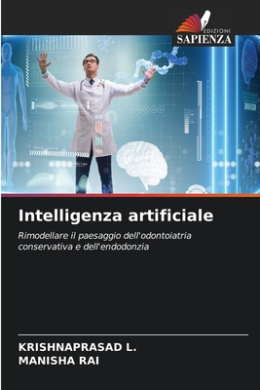 EDIZIONI
SAPIENZA
Intelligenza artificiale
Rimodellare il paesaggio dell'odontoiatria
conservativa e dell'endodonzia
KRISHNAPRASAD L.
MANISHA RAI